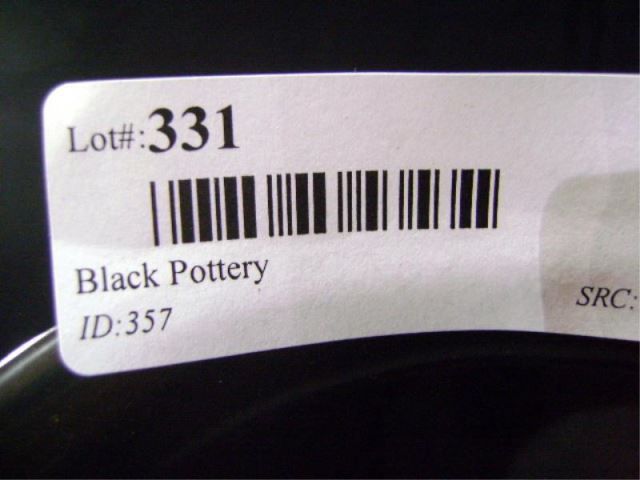 Lot#:331
Black Pottery
ID:357
SRC: